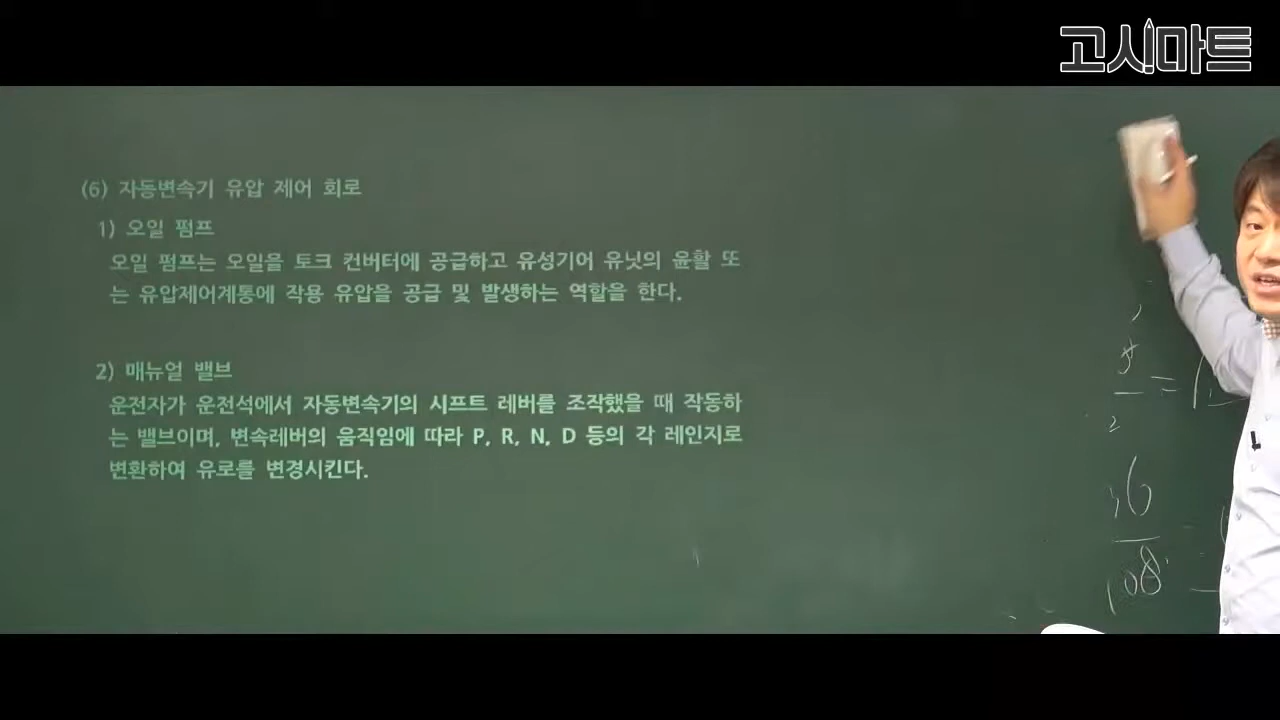 고시마트
(6) 자동변속기 유압 제어 회로
1) 오일 펌프
오일 펌프는 오일을 토크 컨버터에 공급하고 유성기어 유닛의 윤활 또
는 유압제어계통에 작용 유압을 공급 및 발생하는 역할을 한다.
2) 매뉴얼 밸브
운전자가 운전석에서 자동변속기의 시프트 레버를 조작했을 때 작동하
는 밸브이며, 변속레버의 움직임에 따라 P, R, N, D 등의 각 레인지로
변환하여 유로를 변경시킨다.